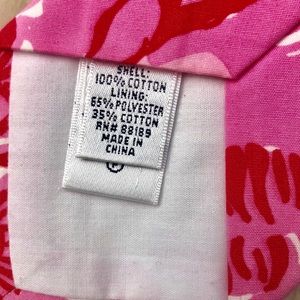 SHELL:
100% COTTON
LINING:
65% POLYESTER
35% COTTON
RN# 88189
MADE IN
CHINA